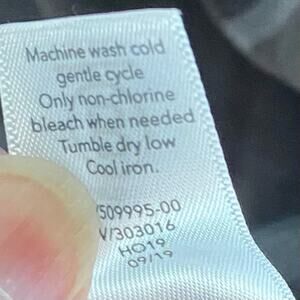 Machine wash cold
gentle cycle
Only non-chlorine
bleach when needed
Tumble dry low
Cool iron.
/509995-00
V/303016
HO19
09/19